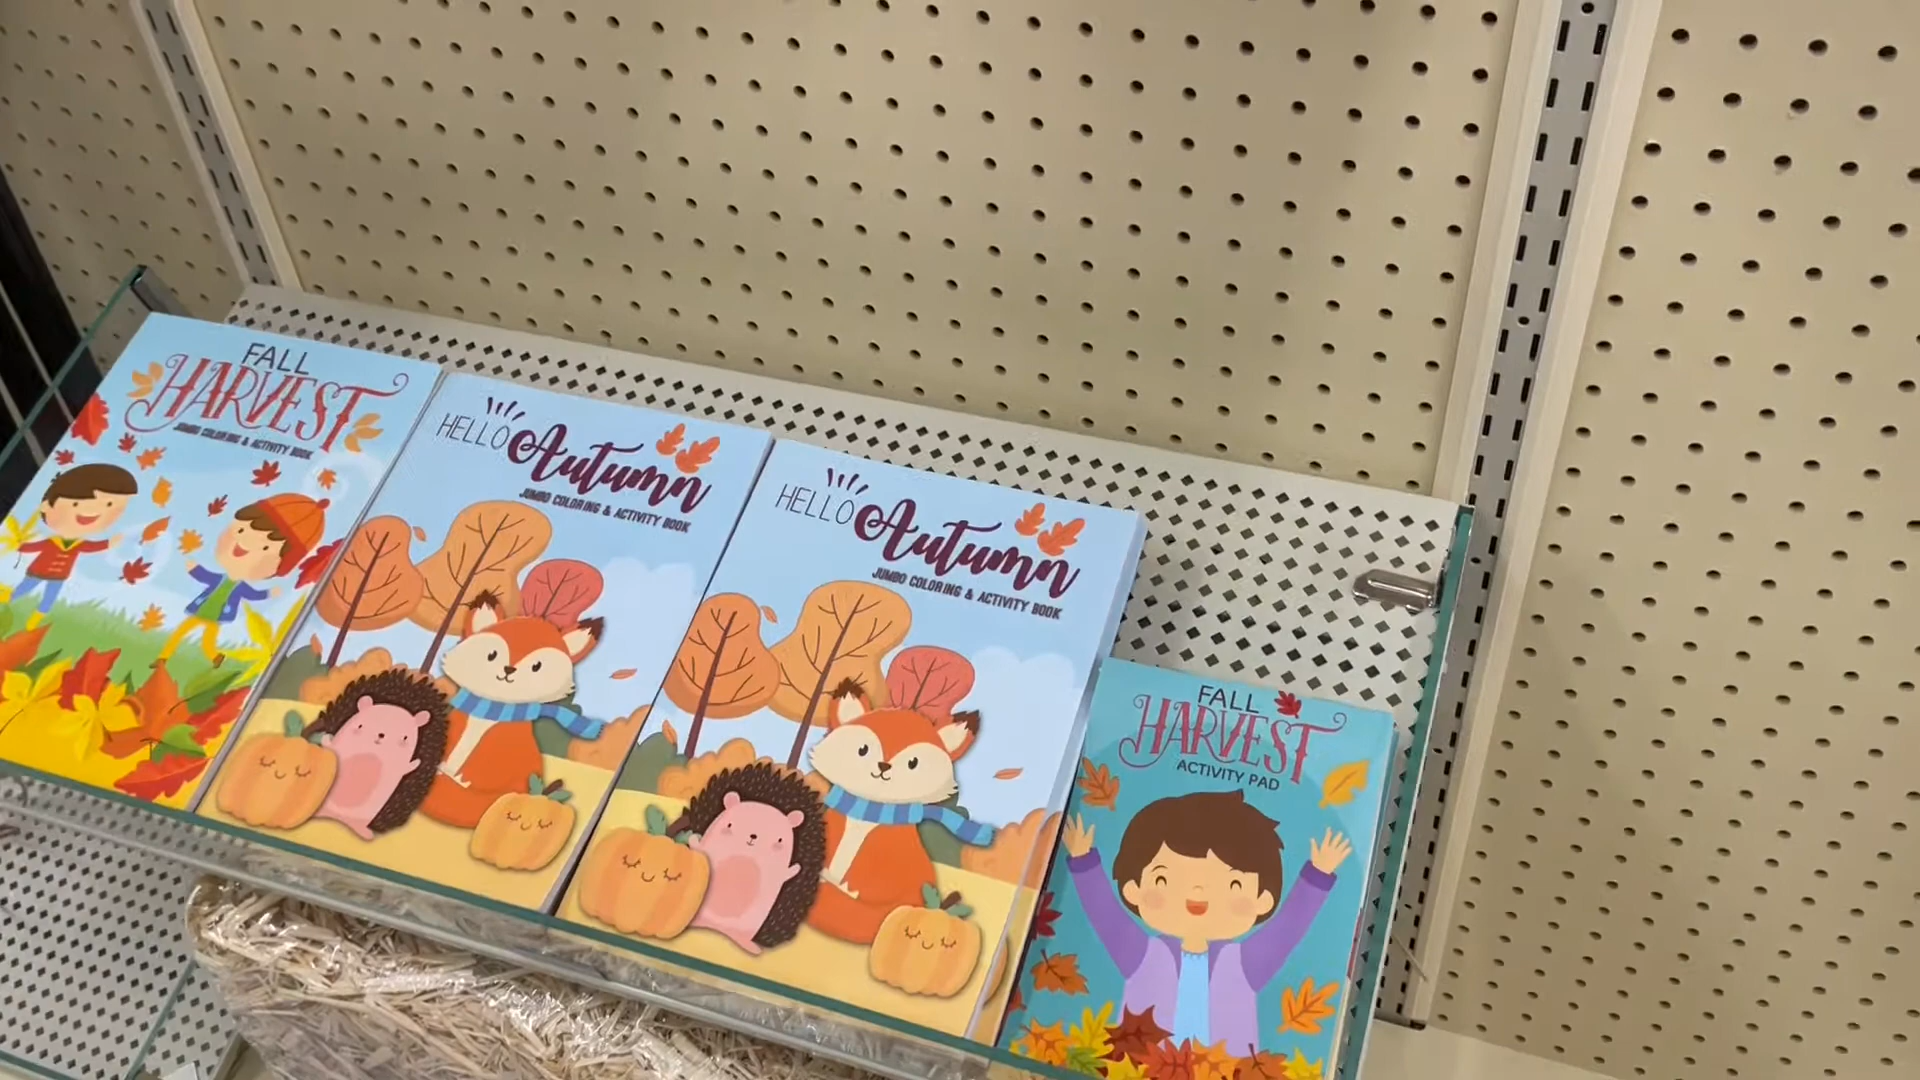 FALL
HARVEST
JUMBO COLORING & ACTIVITY BOOK
HELLO Autumn
JUMBO COLORING & ACTIVITY BOOK
HELLO Autumn
JUMBO COLORING & ACTIVITY BOOK
FALL
HARVEST
ACTIVITY PAD